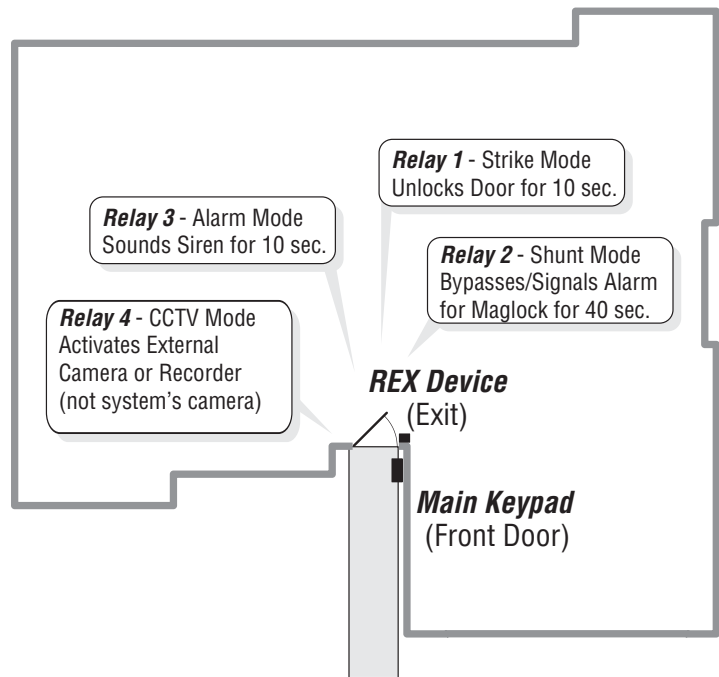 Relay 1 - Strike Mode
Unlocks Door for 10 sec.
Relay 3 - Alarm Mode
Sounds Siren for 10 sec.
Relay 2 - Shunt Mode
Bypasses/Signals Alarm
for Maglock for 40 sec.
Relay 4 - CCTV Mode
Activates External
Camera or Recorder
(not system's camera)
REX Device
(Exit)
Main Keypad
(Front Door)